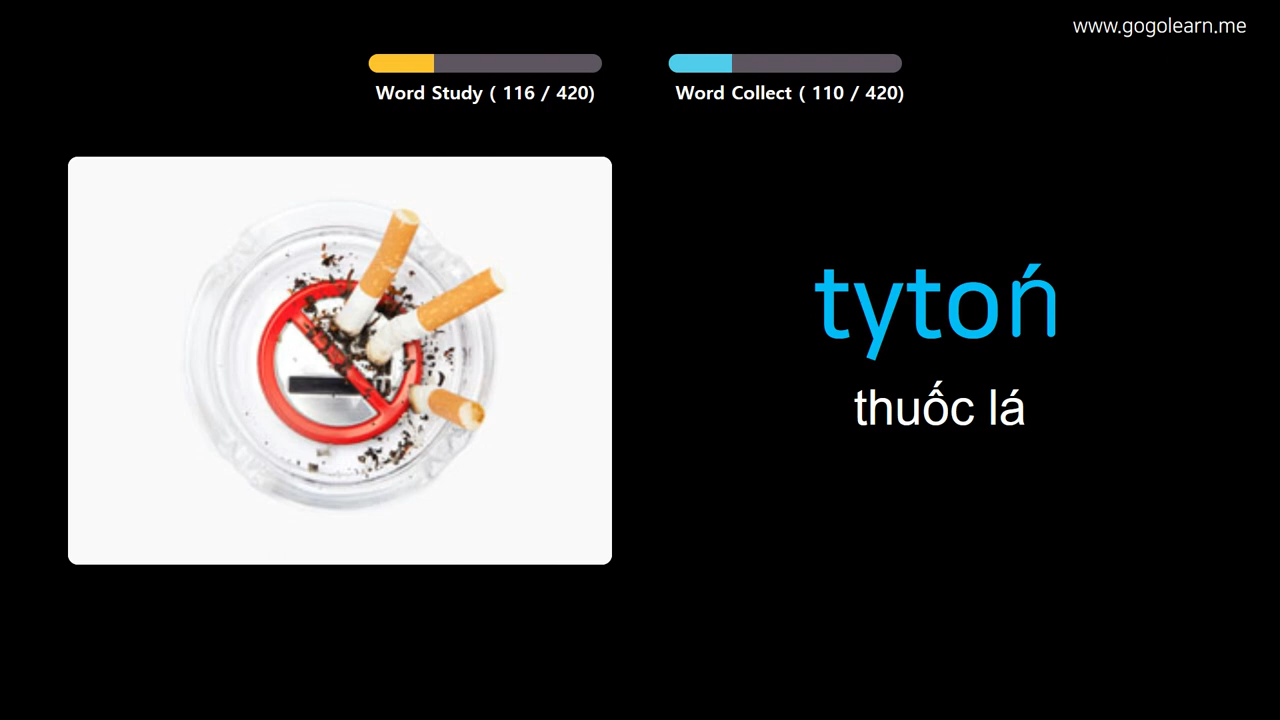 www.gogolearn.me
Word Study ( 116 / 420)
Word Collect ( 110 / 420)
tytoń
thuốc lá